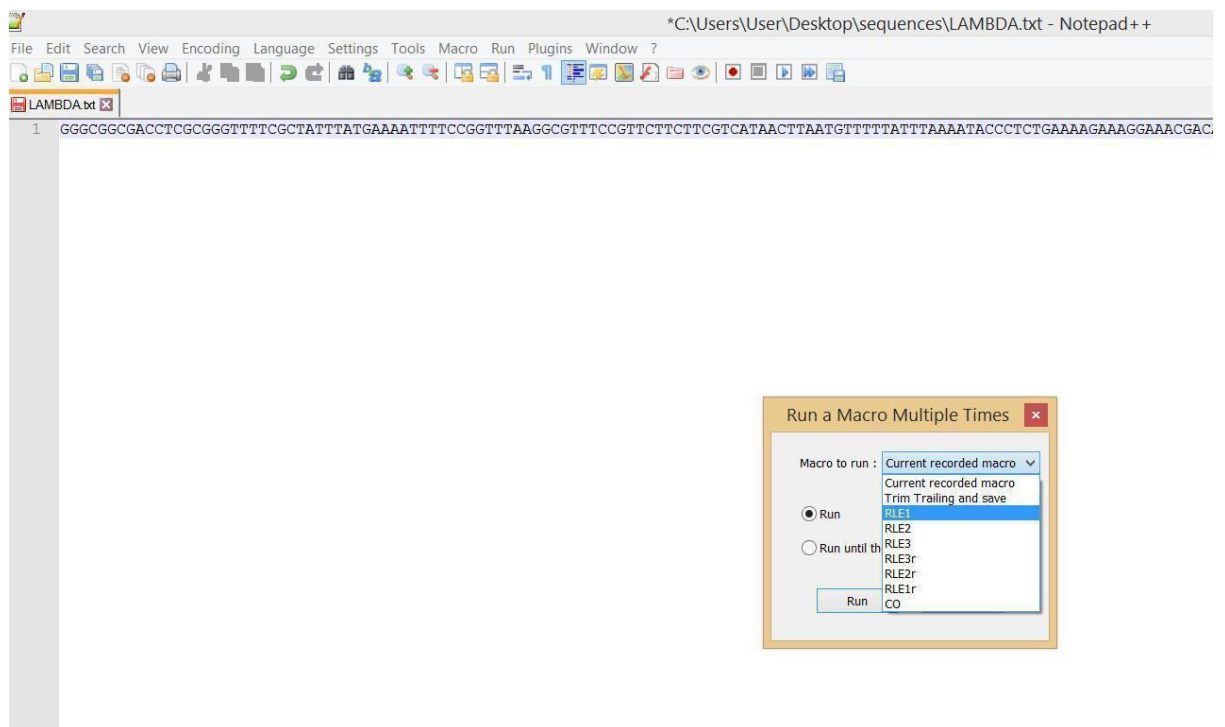 *C:\Users\User\Desktop\sequences\LAMBDA.txt - Notepad++
File Edit Search View Encoding Language Settings Tools Macro Run Plugins Window ?
LAMBDA.txt
1 GGGCGGCGACCTCGCGGGTTTTCGCTATTTATGAAAATTTTCCGGTTTAAGGCGTTTCCGTTCTTCTTCGTCATAACTTAATGTTTTTATTTAAAATACCCTCTGAAAAGAAAGGAAACGACA
Run a Macro Multiple Times
Macro to run : Current recorded macro
Current recorded macro
Trim Trailing and save
Run
RLE1
RLE2
Run until th
RLE3
RLE3r
RLE2r
RLE1r
Run
CO